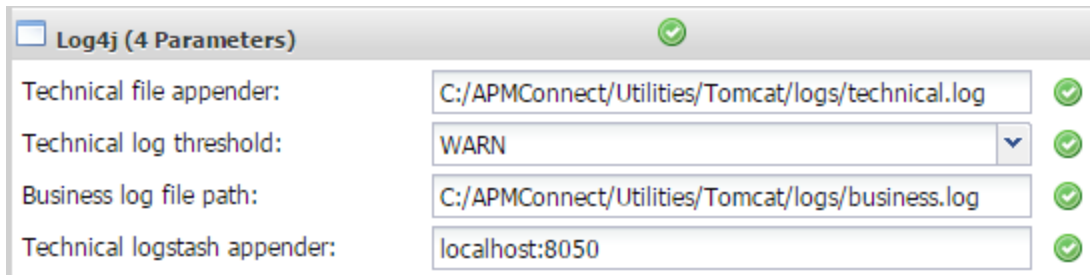 Log4j (4 Parameters)
Technical file appender: C:/APMConnect/Utilities/Tomcat/logs/technical.log
Technical log threshold: WARN
Business log file path: C:/APMConnect/Utilities/Tomcat/logs/business.log
Technical logstash appender: localhost:8050